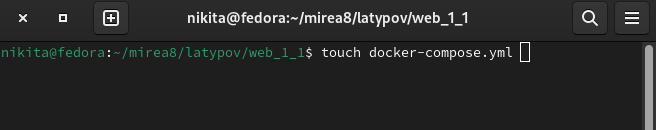 nikita@fedora:~/mirea8/latypov/web_1_1
nikita@fedora:~/mirea8/latypov/web_1_1$ touch docker-compose.yml